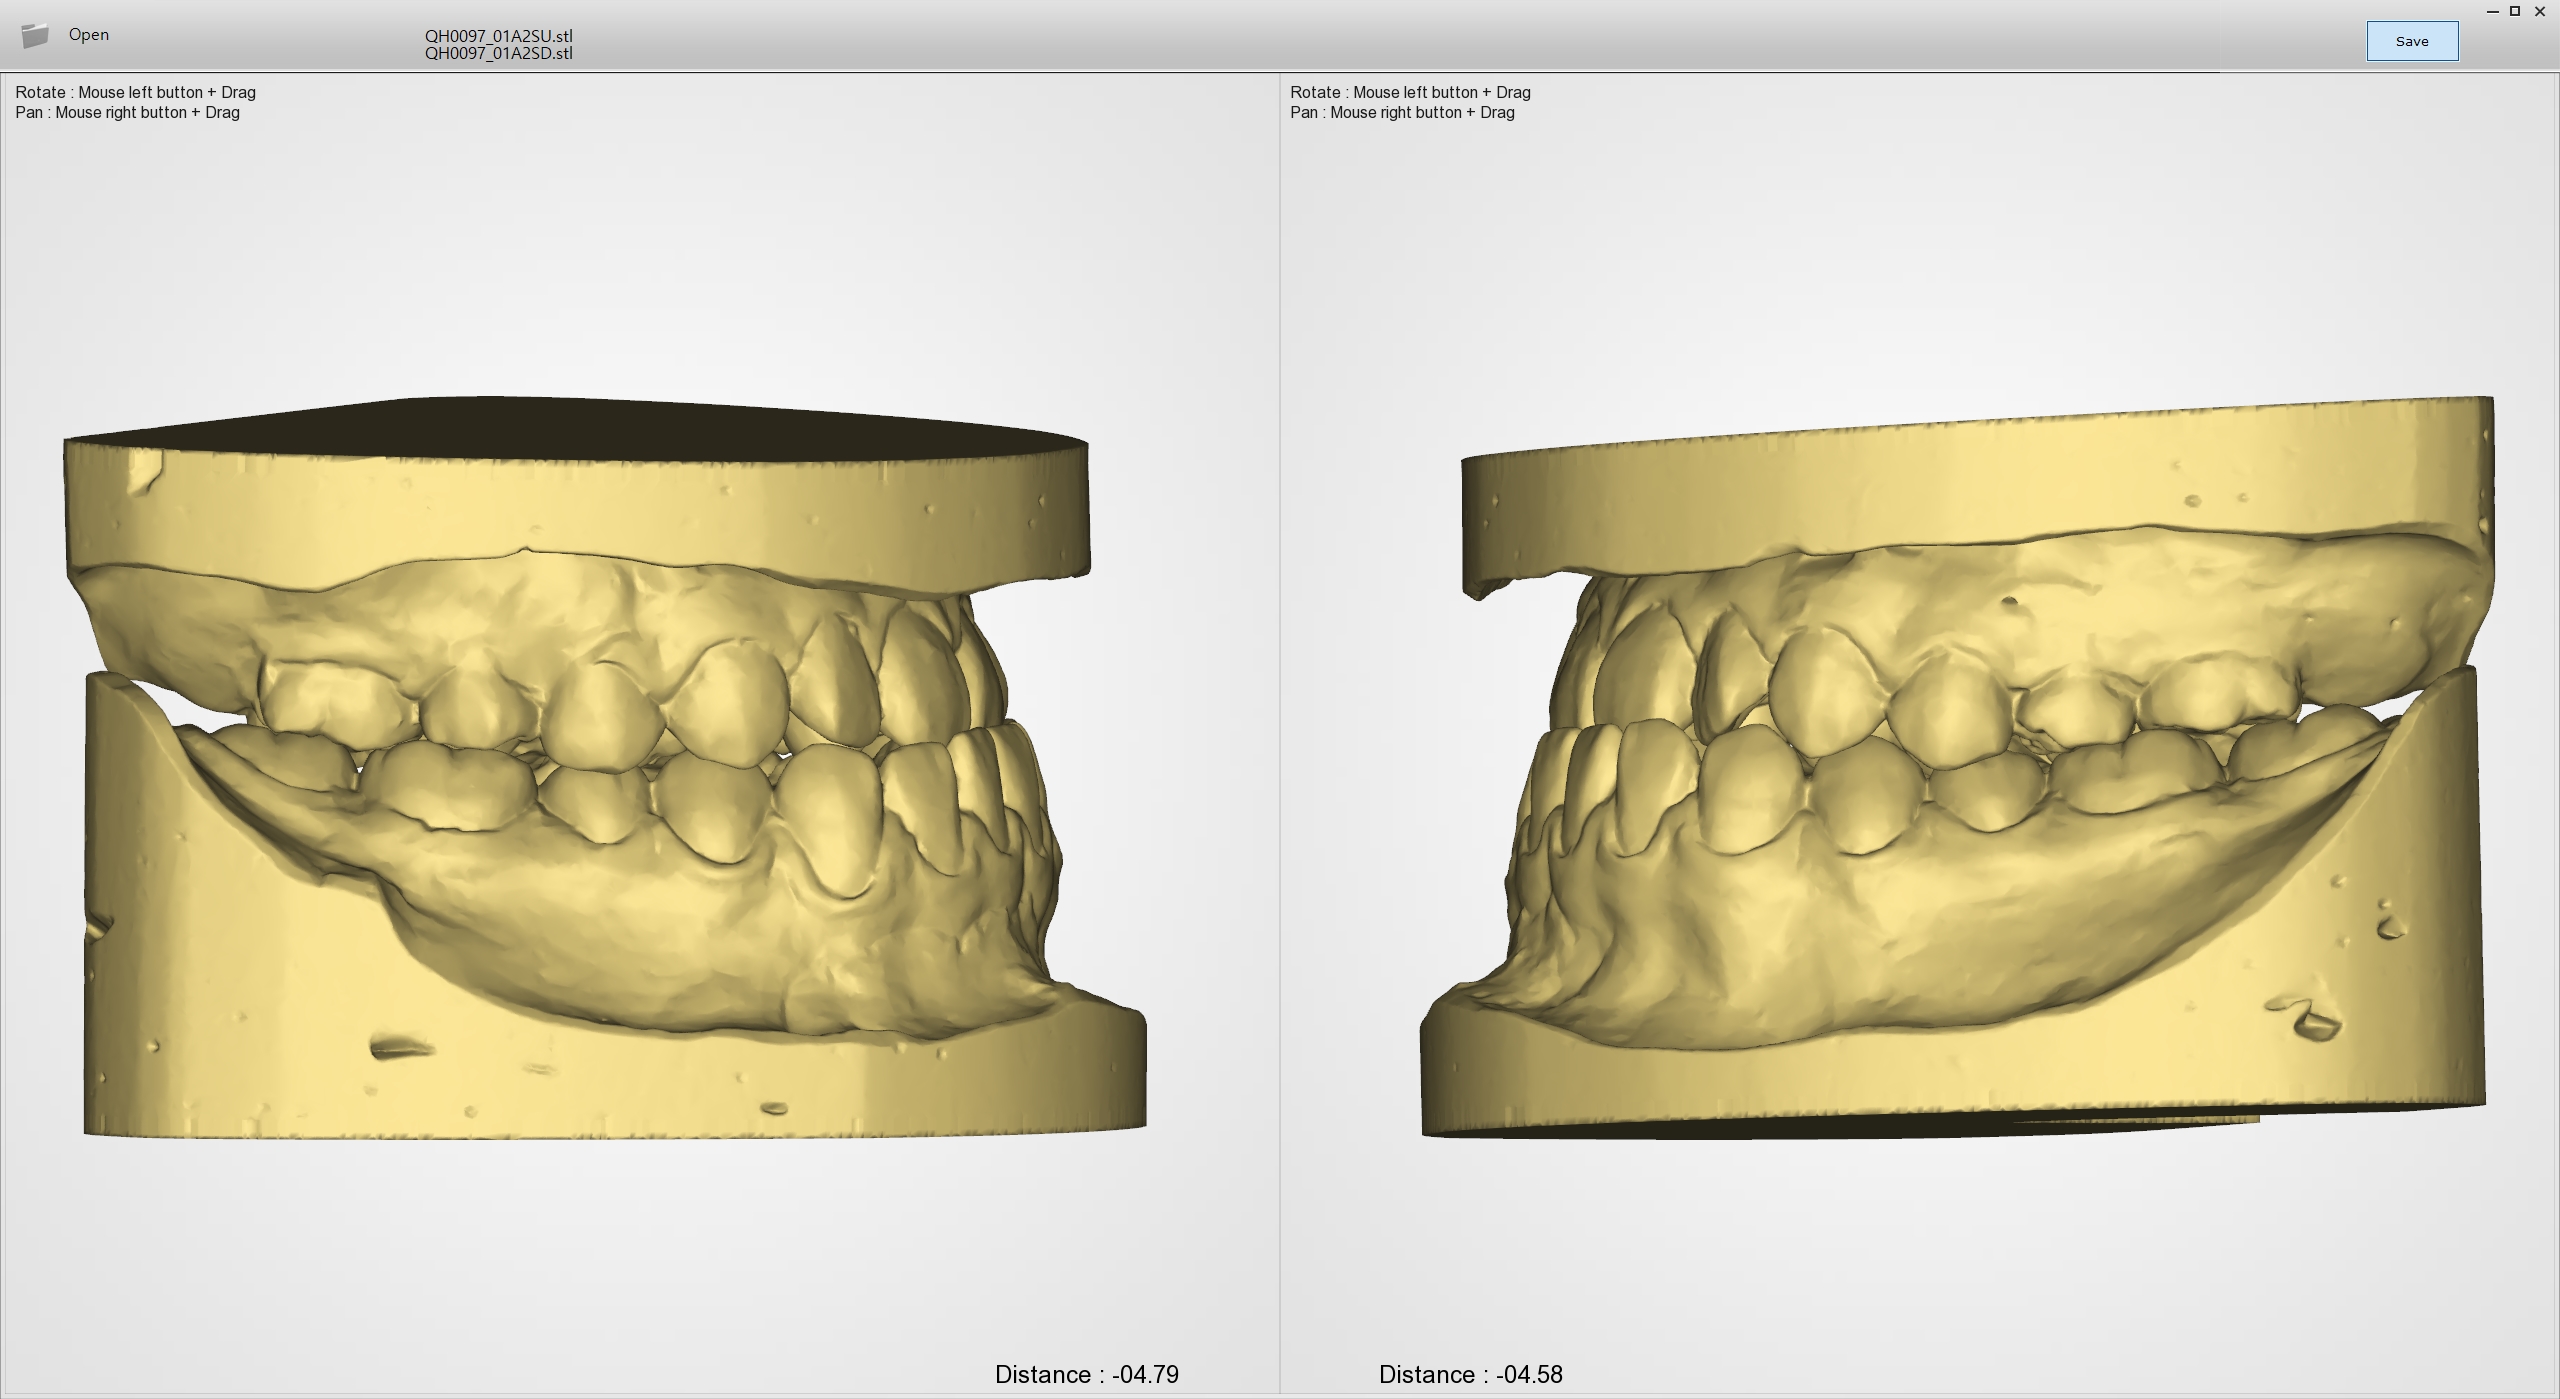 Open
QH0097_01A2SU.stl
QH0097_01A2SD.stl
Save
Rotate : Mouse left button + Drag
Pan : Mouse right button + Drag
Rotate : Mouse left button + Drag
Pan : Mouse right button + Drag
Distance : -04.79
Distance : -04.58